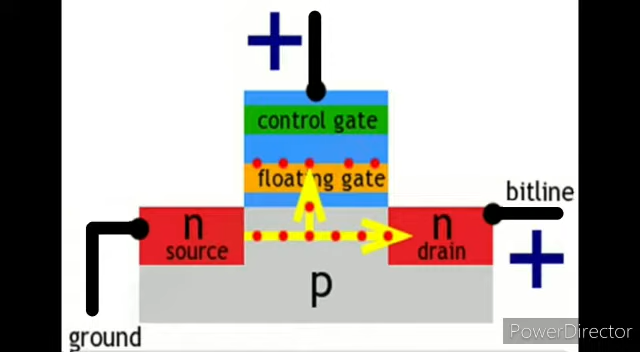 +
control gate
floating gate
bitline
n
source
n
drain
+
p
ground
PowerDirector